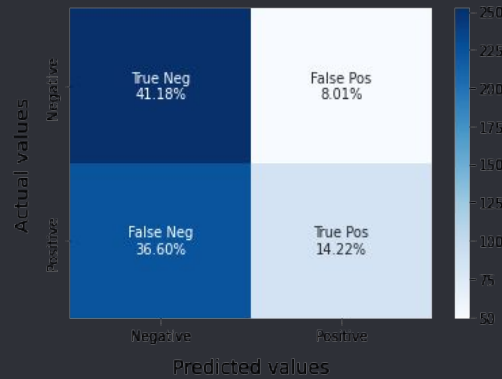 True Neg
41.18%
False Pos
8.01%
False Neg
36.60%
True Pos
14.22%
Actual values
Negative
Positive
Negative
Positive
Predicted values
250
225
200
175
150
125
100
75
50